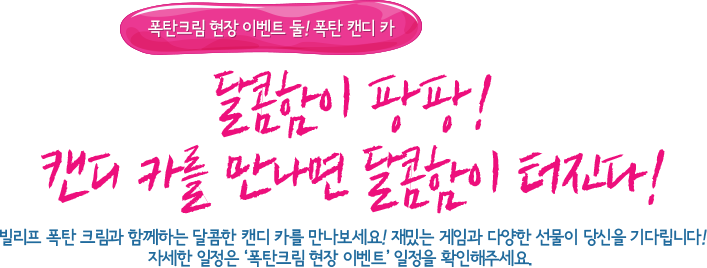 폭탄크림 현장 이벤트 둘! 폭탄 캔디 카
달콤함이 팡팡!
캔디 카를 만나면 달콤함이 터진다!
빌리프 폭탄 크림과 함께하는 달콤한 캔디 카를 만나보세요! 재밌는 게임과 다양한 선물이 당신을 기다립니다!
자세한 일정은 '폭탄크림 현장 이벤트' 일정을 확인해주세요.